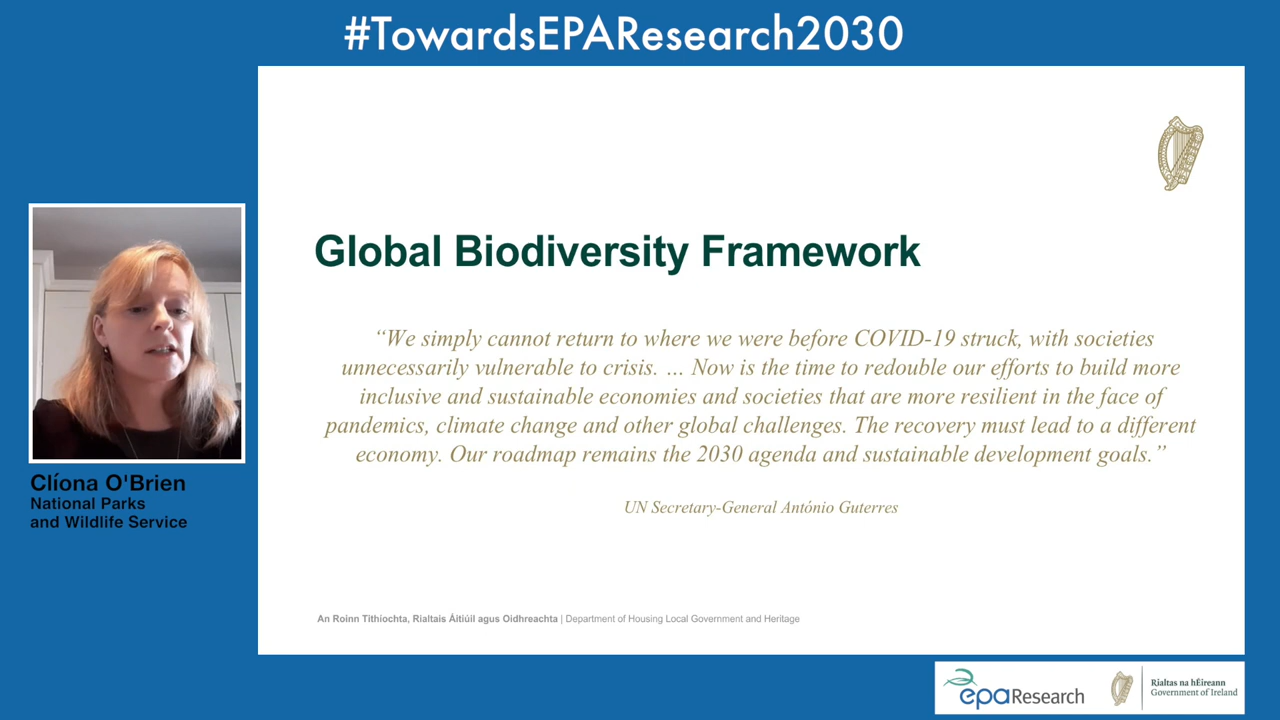 #TowardsEPAResearch2030
Global Biodiversity Framework
“We simply cannot return to where we were before COVID-19 struck, with societies
unnecessarily vulnerable to crisis. … Now is the time to redouble our efforts to build more
inclusive and sustainable economies and societies that are more resilient in the face of
pandemics, climate change and other global challenges. The recovery must lead to a different
economy. Our roadmap remains the 2030 agenda and sustainable development goals.”
UN Secretary-General António Guterres
Clíona O'Brien
National Parks
and Wildlife Service
An Roinn Tithíochta, Rialtais Áitiúil agus Oidhreachta | Department of Housing Local Government and Heritage
epaResearch
Rialtas na hÉireann
Government of Ireland